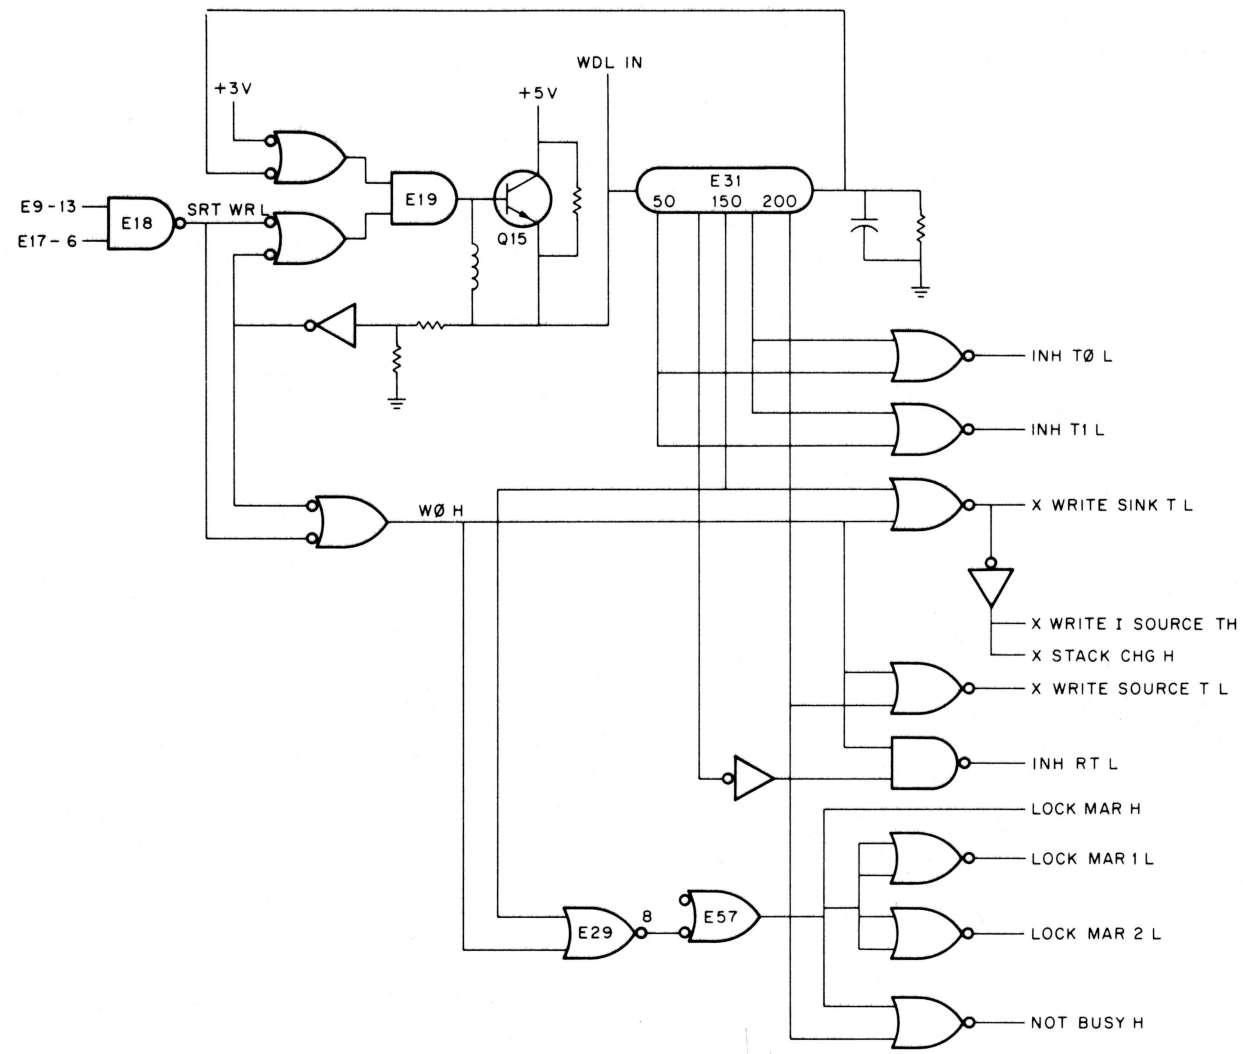 WDL IN
+3V
+5V
E31
50 150 200
E19
E9-13
E18
SRT WR L
E17-6
Q15
INH TØ L
INH T1 L
WØ H
X WRITE SINK T L
X WRITE I SOURCE TH
X STACK CHG H
X WRITE SOURCE T L
INH RT L
LOCK MAR H
LOCK MAR 1 L
8
E57
E29
LOCK MAR 2 L
NOT BUSY H